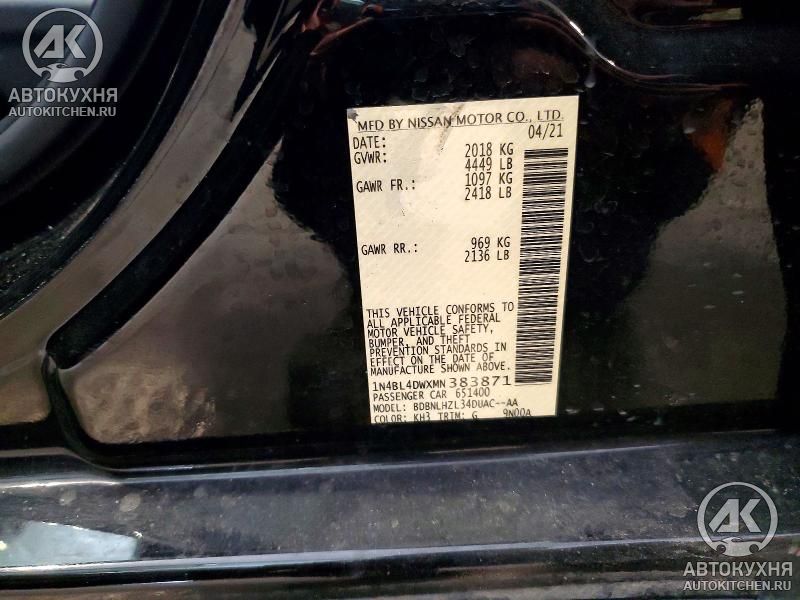 AK
АВТОКУХНЯ
AUTOKITCHEN.RU
MFD BY NISSAN MOTOR CO., LTD.
DATE: 04/21
GVWR: 2018 KG
4449 LB
GAWR FR.: 1097 KG
2418 LB
GAWR RR.: 969 KG
2136 LB
THIS VEHICLE CONFORMS TO
ALL APPLICABLE FEDERAL
MOTOR VEHICLE SAFETY,
BUMPER, AND THEFT
PREVENTION STANDARDS IN
EFFECT ON THE DATE OF
MANUFACTURE SHOWN ABOVE.
1N4BL4DWXMN383871
PASSENGER CAR 651400
MODEL: BDBNLHZL34DUAC--AA
COLOR: KH3 TRIM: G 9N00A
AK
АВТОКУХНЯ
AUTOKITCHEN.RU